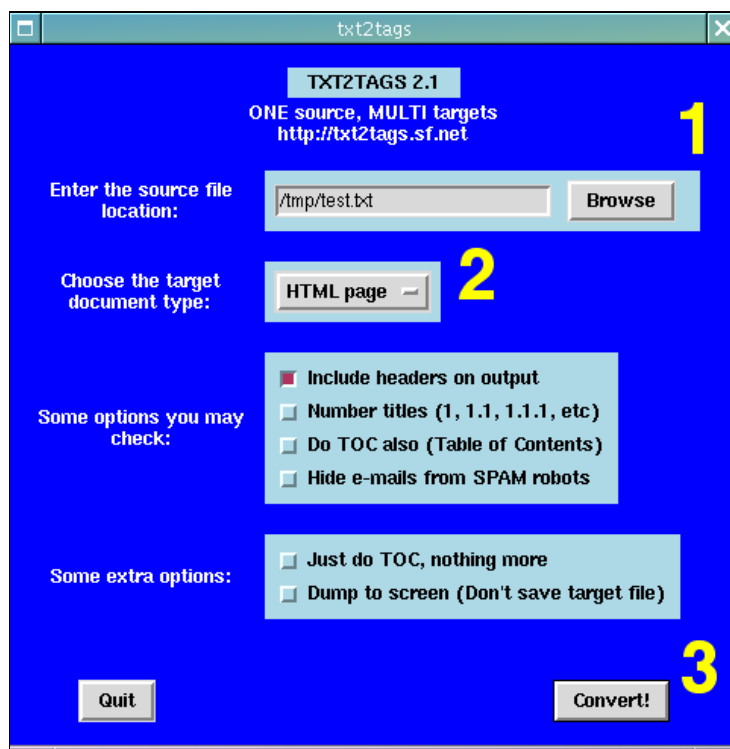 txt2tags
TXT2TAGS 2.1
ONE source, MULTI targets
http://txt2tags.sf.net
1
Enter the source file
location:
/tmp/test.txt
Browse
Choose the target
document type:
HTML page
2
Some options you may
check:
Include headers on output
Number titles (1, 1.1, 1.1.1, etc)
Do TOC also (Table of Contents)
Hide e-mails from SPAM robots
Some extra options:
Just do TOC, nothing more
Dump to screen (Don't save target file)
3
Quit
Convert!